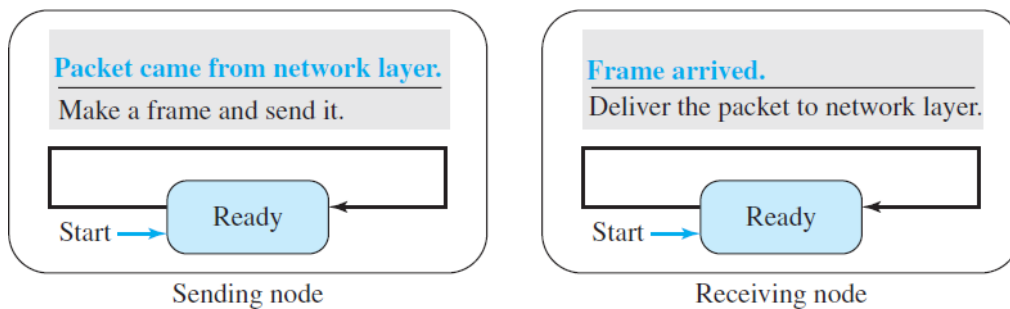 Packet came from network layer.
Make a frame and send it.
Ready
Start
Sending node
Frame arrived.
Deliver the packet to network layer.
Ready
Start
Receiving node